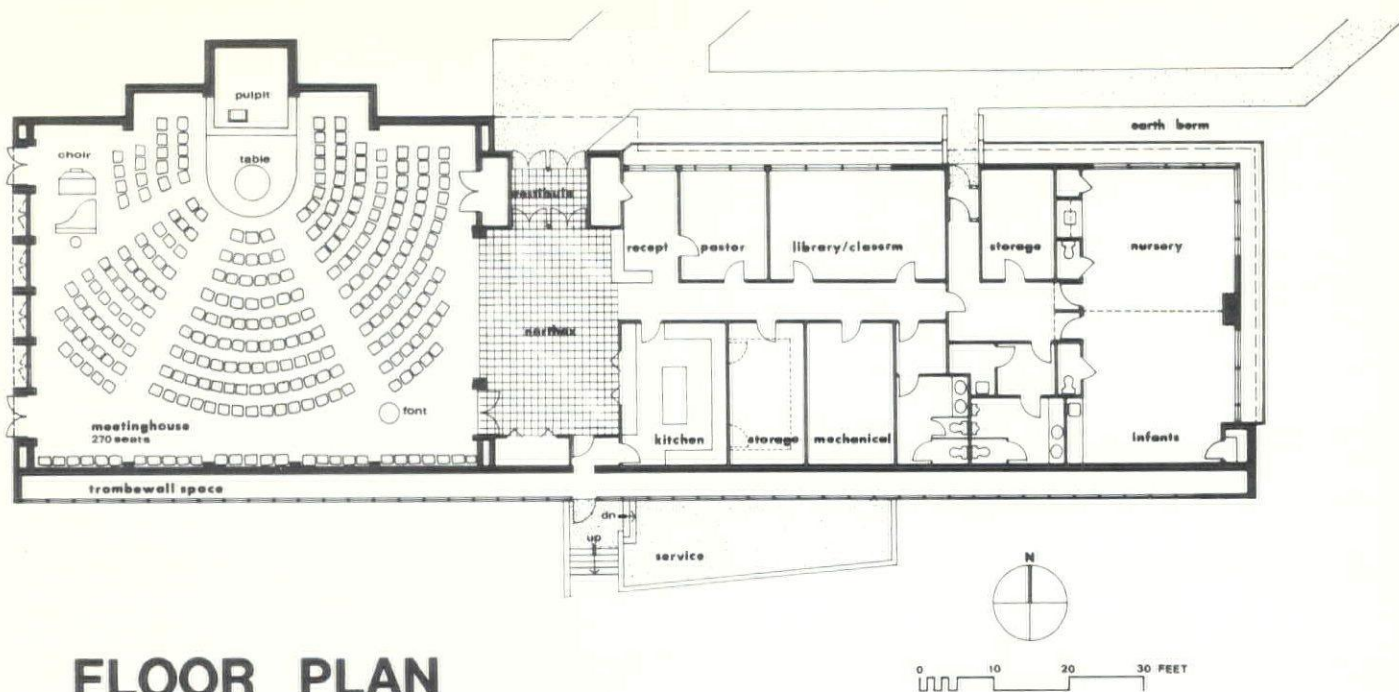 pulpit
earth berm
choir
table
vestibule
recept
pastor
library/classrm
storage
nursery
narthex
font
meetinghouse
270 seats
kitchen
storage
mechanical
infants
trombewall space
dn
up
service
N
0 10 20 30 FEET
FLOOR PLAN